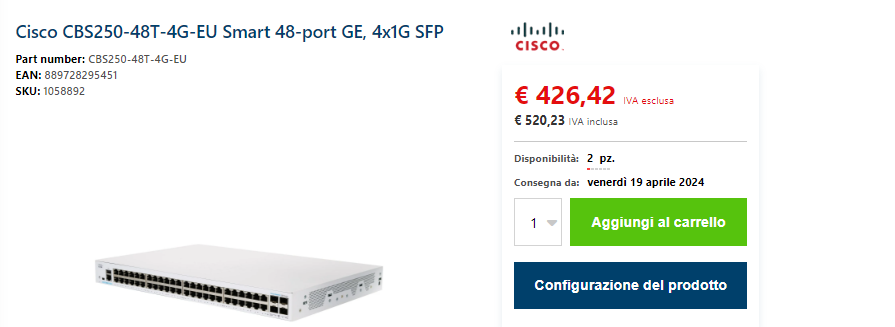 Cisco CBS250-48T-4G-EU Smart 48-port GE, 4x1G SFP
Part number: CBS250-48T-4G-EU
EAN: 889728295451
SKU: 1058892
CISCO
€ 426,42 IVA esclusa
€ 520,23 IVA inclusa
Disponibilità: 2 pz.
Consegna da: venerdì 19 aprile 2024
1
Aggiungi al carrello
Configurazione del prodotto